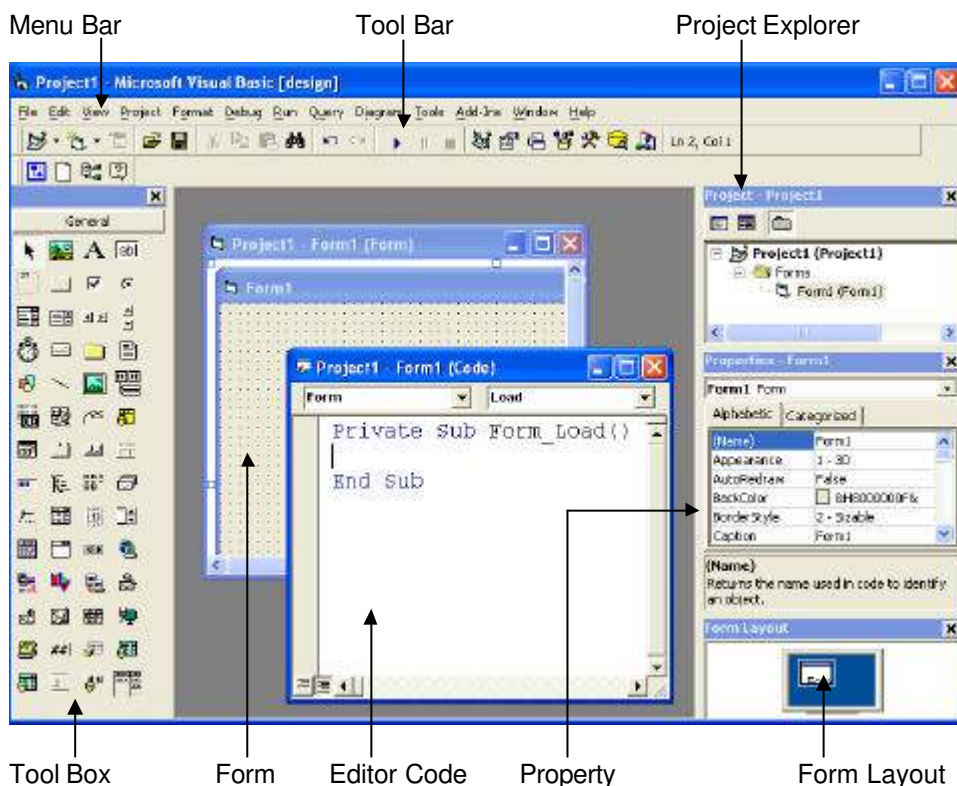 Menu Bar Tool Bar Project Explorer
Project1 - Microsoft Visual Basic [design]
File Edit View Project Format Debug Run Query Diagram Tools Add-Ins Window Help
Ln 2, Col 1
Project - Project1
General
Project1 - Form1 (Form)
Form1
Project1 (Project1)
Forms
Form1 (Form1)
Project1 - Form1 (Code)
Form Load
Private Sub Form_Load()
End Sub
Properties - Form1
Form1 Form
Alphabetic Categorized
(Name) Form1
Appearance 1 - 3D
AutoRedraw False
BackColor &H8000000F&
BorderStyle 2 - Sizable
Caption Form1
(Name)
Returns the name used in code to identify
an object.
Form Layout
Tool Box Form Editor Code Property Form Layout